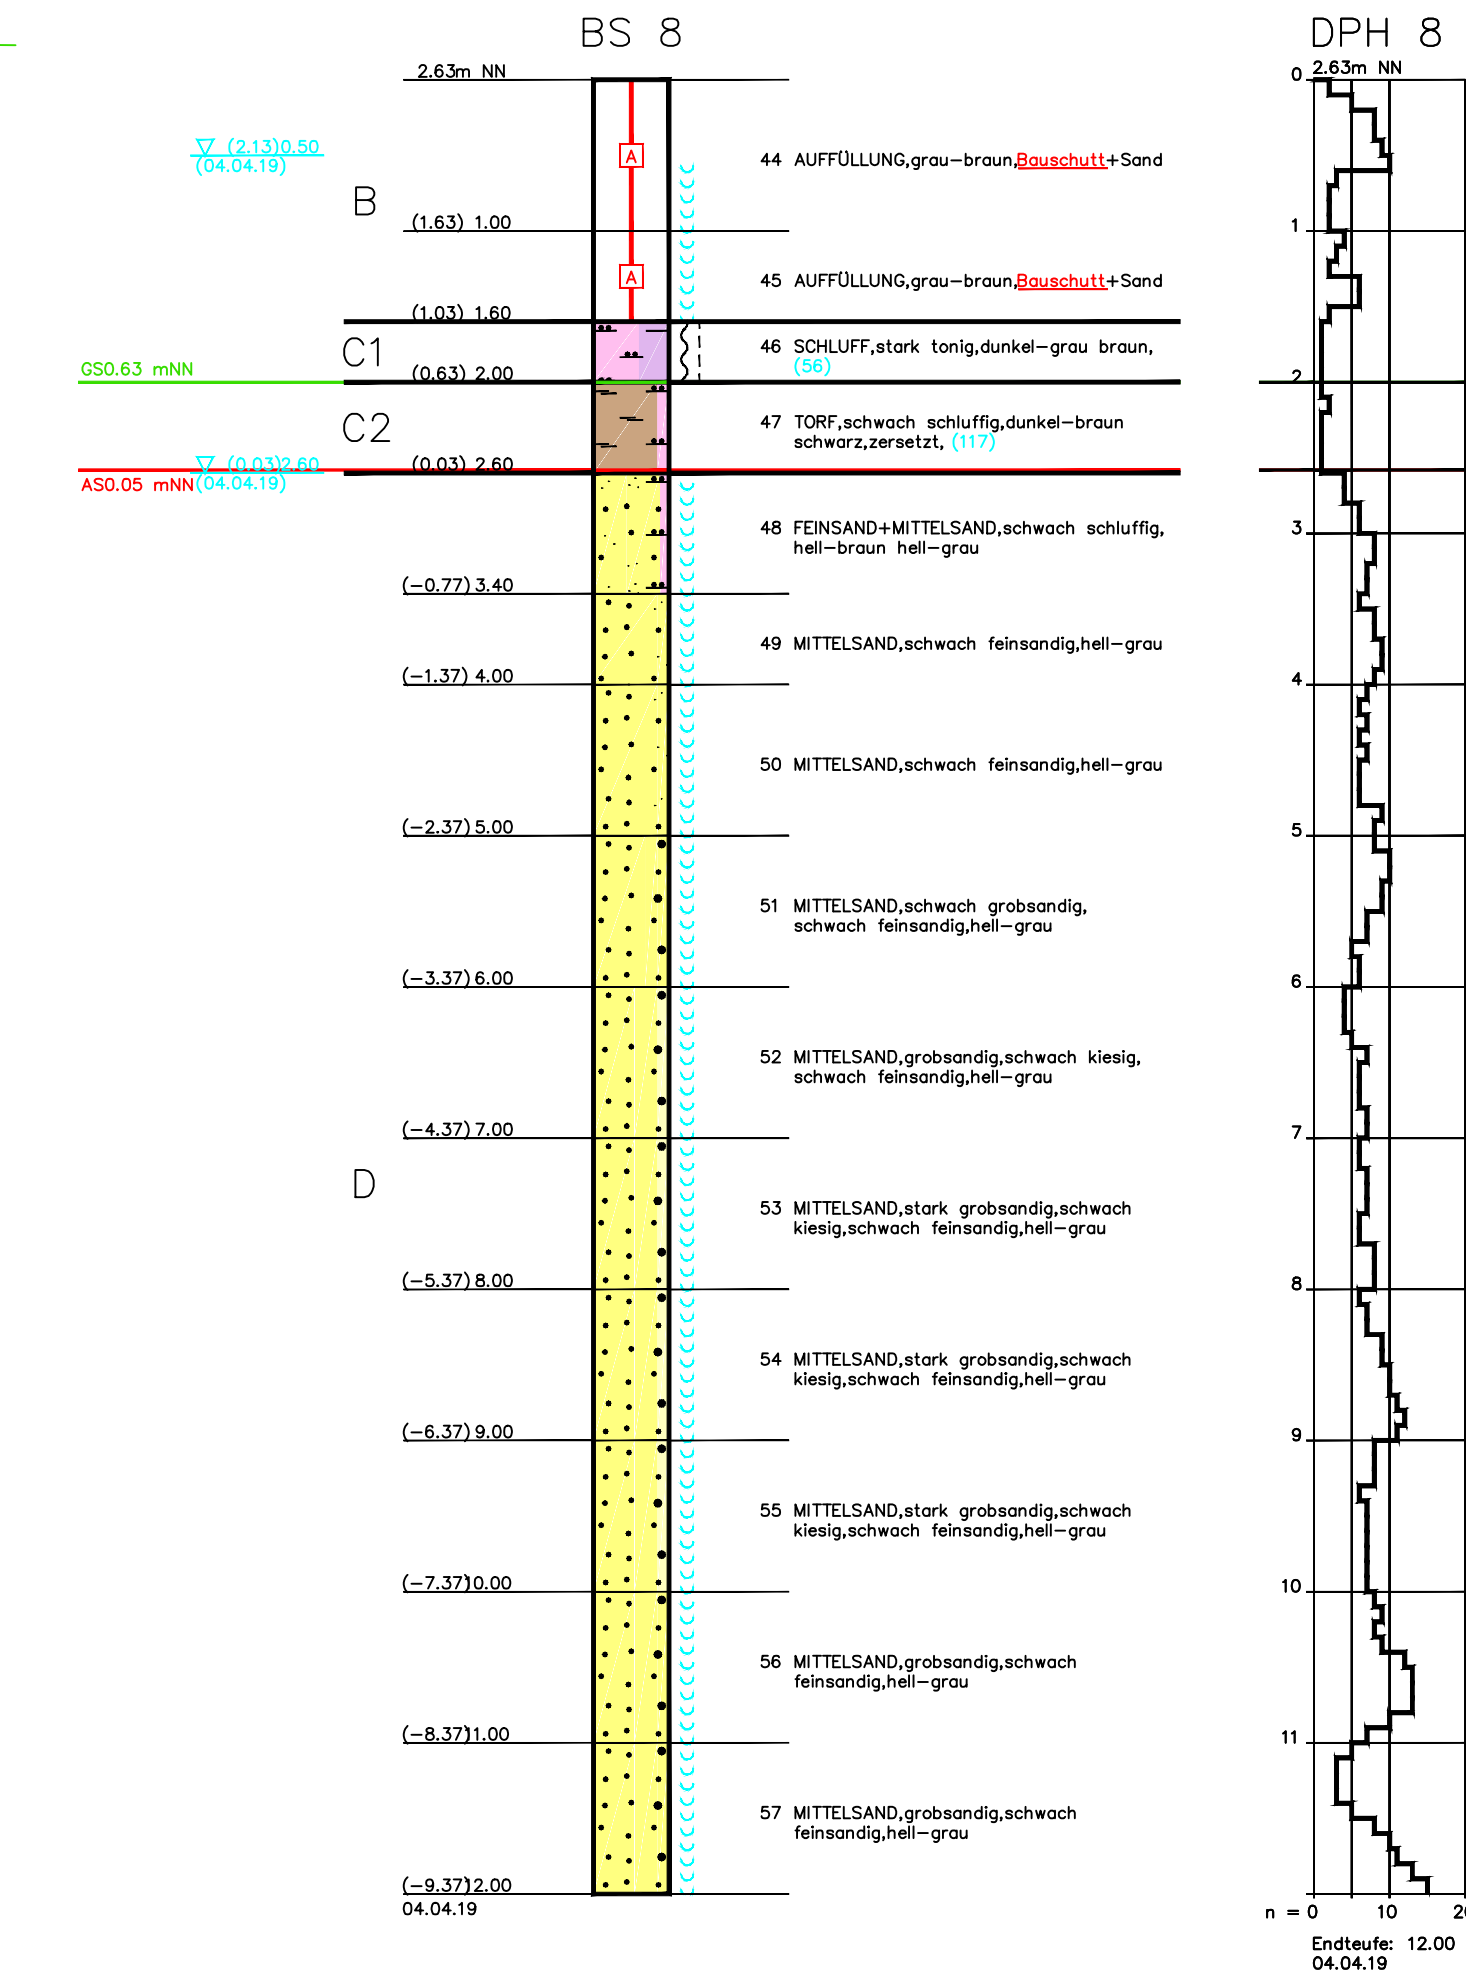 BS 8
DPH 8
2.63m NN
2.63m NN
0
(2.13)0.50
(04.04.19)
44 AUFFÜLLUNG,grau-braun,Bauschutt+Sand
A
B
(1.63) 1.00
1
A
45 AUFFÜLLUNG,grau-braun,Bauschutt+Sand
(1.03) 1.60
C1
46 SCHLUFF,stark tonig,dunkel-grau braun,
(56)
GS0.63 mNN
(0.63) 2.00
2
C2
47 TORF,schwach schluffig,dunkel-braun
schwarz,zersetzt, (117)
(0.03)2.60
(0.03) 2.60
AS0.05 mNN
(04.04.19)
48 FEINSAND+MITTELSAND,schwach schluffig,
hell-braun hell-grau
3
(-0.77) 3.40
49 MITTELSAND,schwach feinsandig,hell-grau
(-1.37) 4.00
4
50 MITTELSAND,schwach feinsandig,hell-grau
(-2.37) 5.00
5
51 MITTELSAND,schwach grobsandig,
schwach feinsandig,hell-grau
(-3.37) 6.00
6
52 MITTELSAND,grobsandig,schwach kiesig,
schwach feinsandig,hell-grau
(-4.37) 7.00
7
D
53 MITTELSAND,stark grobsandig,schwach
kiesig,schwach feinsandig,hell-grau
(-5.37) 8.00
8
54 MITTELSAND,stark grobsandig,schwach
kiesig,schwach feinsandig,hell-grau
(-6.37) 9.00
9
55 MITTELSAND,stark grobsandig,schwach
kiesig,schwach feinsandig,hell-grau
(-7.37)10.00
10
56 MITTELSAND,grobsandig,schwach
feinsandig,hell-grau
(-8.37)11.00
11
57 MITTELSAND,grobsandig,schwach
feinsandig,hell-grau
(-9.37)12.00
04.04.19
n = 0 10
Endteufe: 12.00
04.04.19